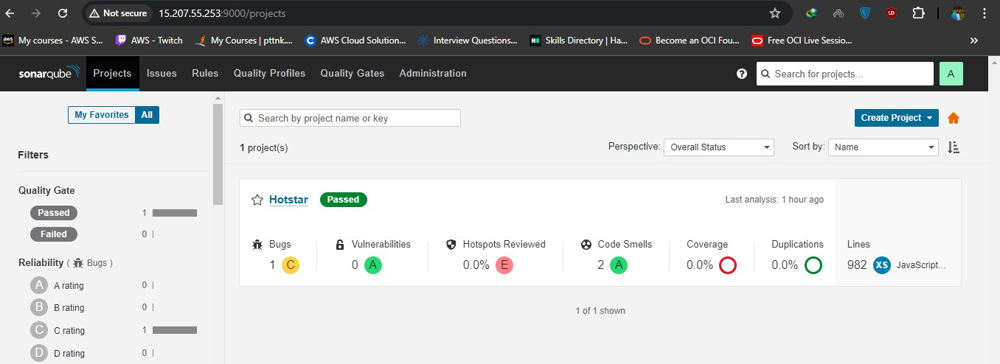 Not secure 15.207.55.253:9000/projects
aws My courses - AWS S... AWS - Twitch My Courses | pttnk.... C AWS Cloud Solution... Interview Questions... Skills Directory | Ha... Become an OCI Fou... Free OCI Live Sessio... »
sonarqube Projects Issues Rules Quality Profiles Quality Gates Administration ? Search for projects... A
My Favorites All
Search by project name or key
Create Project
1 project(s)
Perspective: Overall Status
Sort by: Name
Filters
Quality Gate
Passed 1
Failed 0
Reliability ( Bugs )
A A rating 0
B B rating 0
C C rating 1
D D rating 0
Hotstar Passed
Last analysis: 1 hour ago
Bugs Vulnerabilities Hotspots Reviewed Code Smells Coverage Duplications Lines
1 C 0 A 0.0% E 2 A 0.0% 0.0% 982 XS JavaScript...
1 of 1 shown